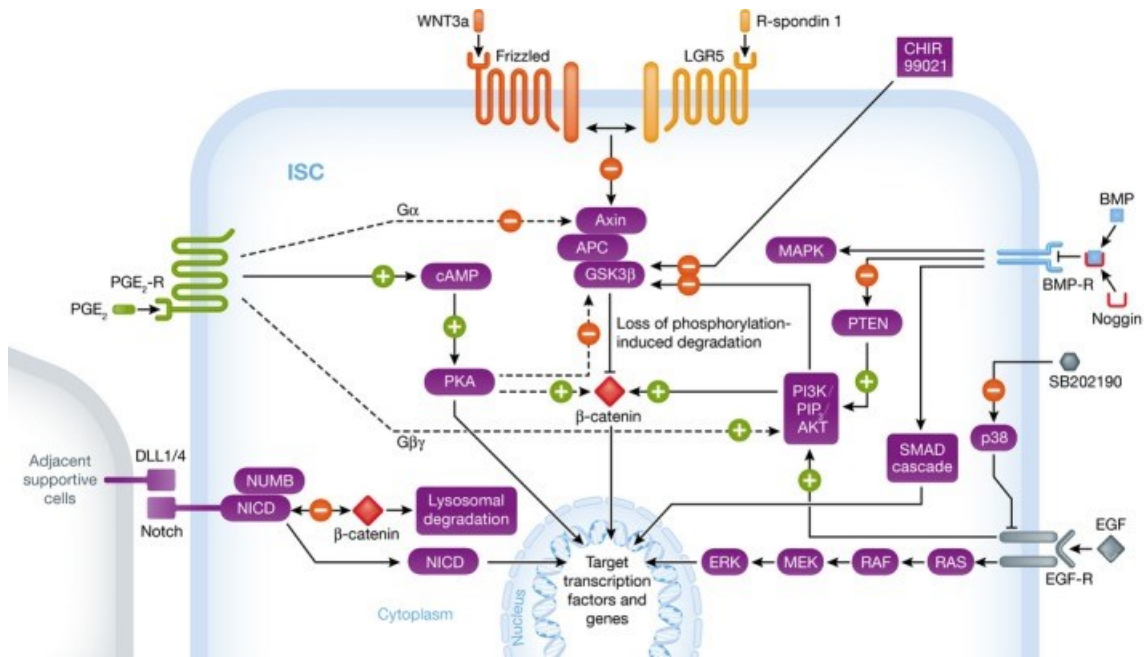 WNT3a
R-spondin 1
Frizzled
LGR5
CHIR
99021
ISC
Gα
Axin
APC
GSK3β
MAPK
BMP
BMP-R
Noggin
PGE₂-R
PGE₂
cAMP
PTEN
Loss of phosphorylation-
induced degradation
SB202190
PKA
β-catenin
PI3K/
PIP₃/
AKT
p38
Gβγ
SMAD
cascade
Adjacent
supportive
cells
DLL1/4
NUMB
NICD
Notch
β-catenin
Lysosomal
degradation
EGF
EGF-R
NICD
Target
transcription
factors and
genes
ERK
MEK
RAF
RAS
Cytoplasm
Nucleus